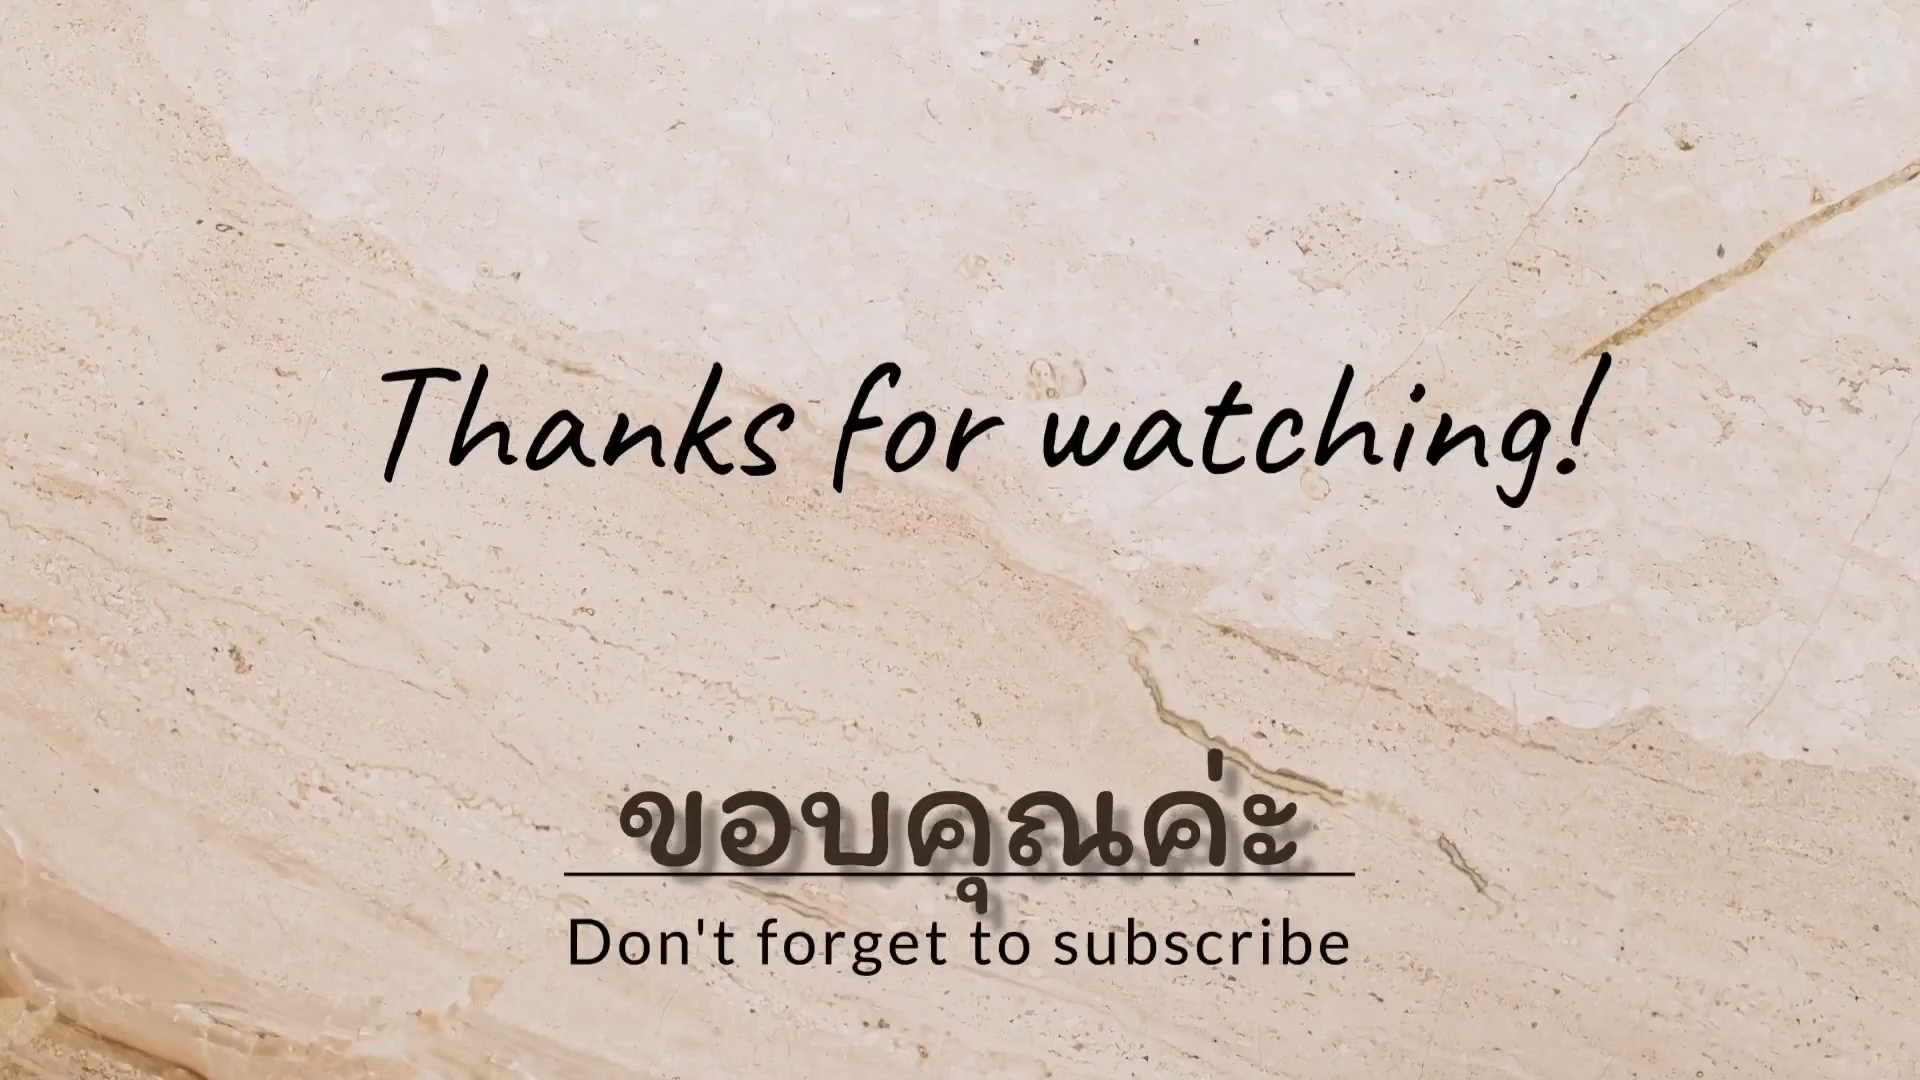 Thanks for watching!
ขอบคุณค่ะ
Don't forget to subscribe